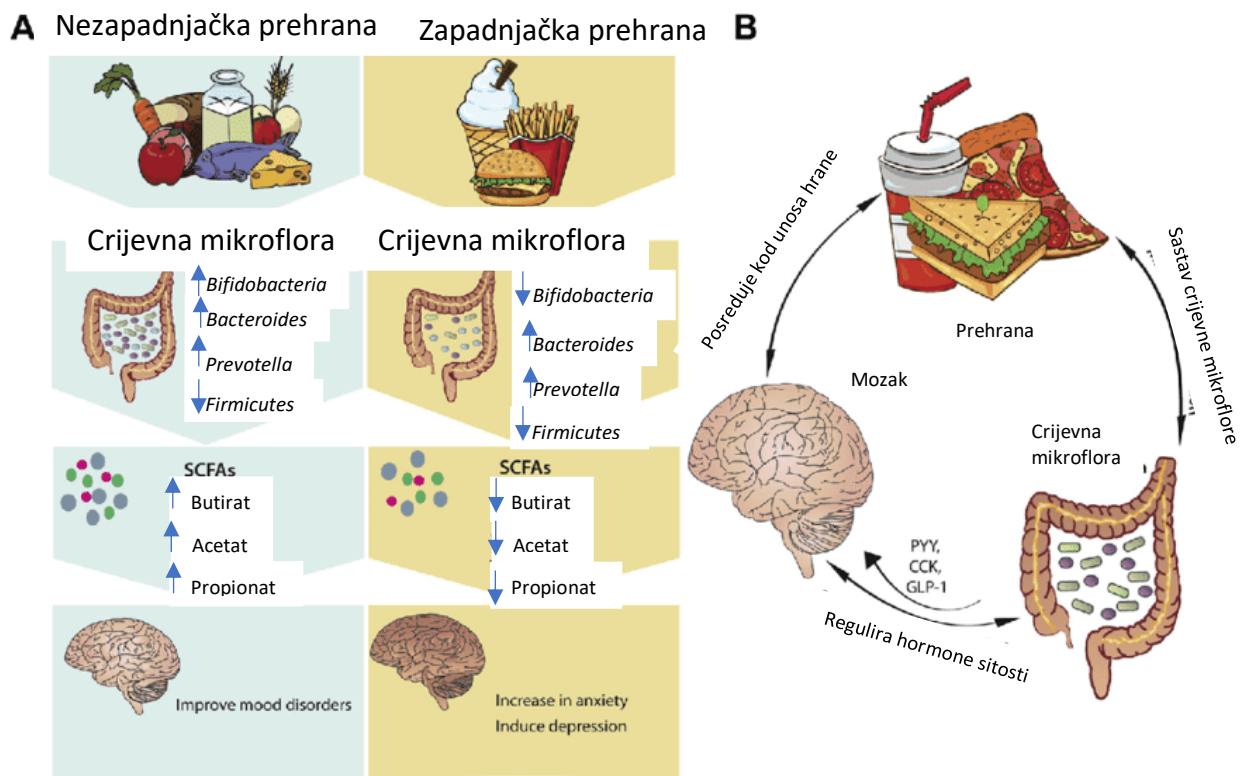 A
Nezapadnjačka prehrana
Zapadnjačka prehrana
Crijevna mikroflora
Bifidobacteria
Bacteroides
Prevotella
Firmicutes
Crijevna mikroflora
Bifidobacteria
Bacteroides
Prevotella
Firmicutes
SCFAs
Butirat
Acetat
Propionat
SCFAs
Butirat
Acetat
Propionat
Improve mood disorders
Increase in anxiety
Induce depression
B
Posreduje kod unosa hrane
Prehrana
Sastav crijevne mikroflore
Mozak
Crijevna
mikroflora
PYY,
CCK,
GLP-1
Regulira hormone sitosti